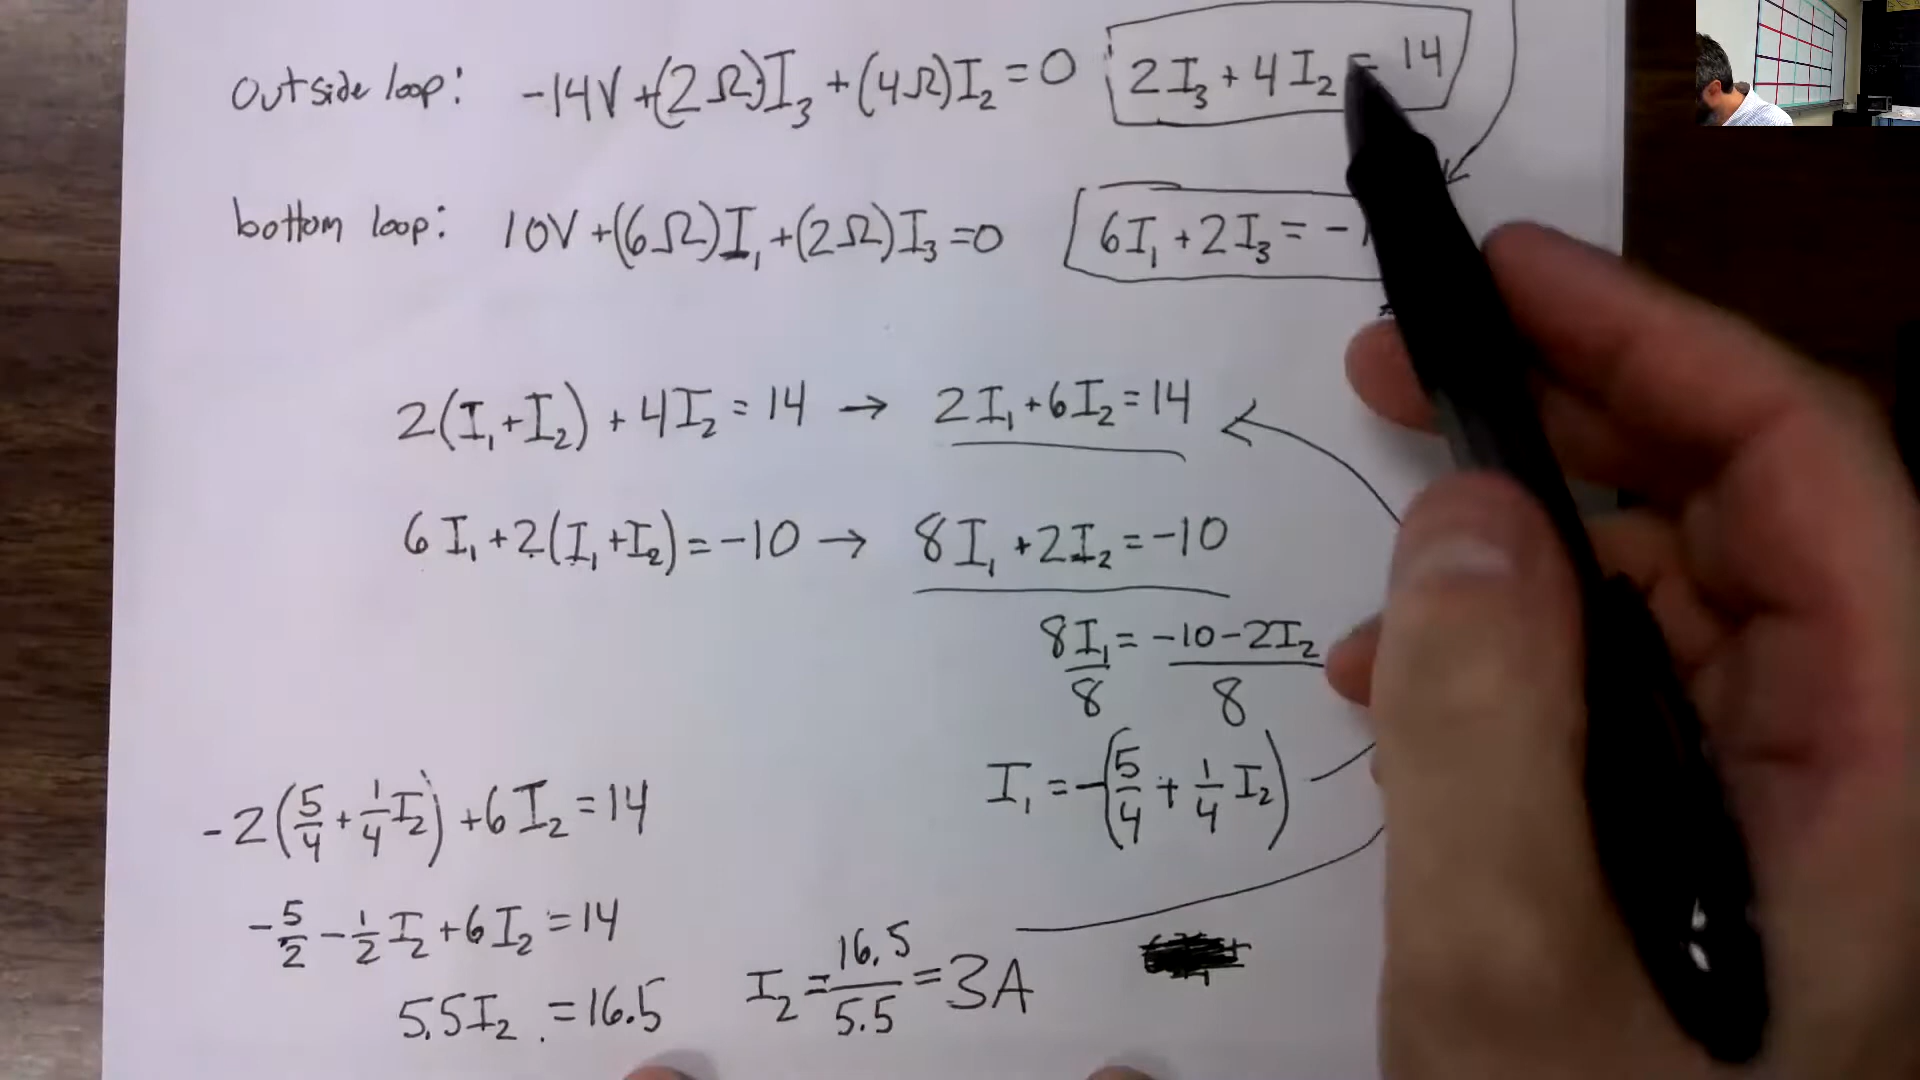 outside loop: -14V+(2Ω)I₃+(4Ω)I₂=0 2I₃+4I₂=14
bottom loop: 10V+(6Ω)I₁+(2Ω)I₃=0 6I₁+2I₃=-
2(I₁+I₂)+4I₂=14 → 2I₁+6I₂=14
6I₁+2(I₁+I₂)=-10 → 8I₁+2I₂=-10
8I₁/8=(-10-2I₂)/8
I₁=-(5/4+1/4 I₂)
-2(5/4+1/4 I₂)+6I₂=14
-5/2-1/2 I₂+6I₂=14
5.5I₂=16.5 I₂=16.5/5.5=3A